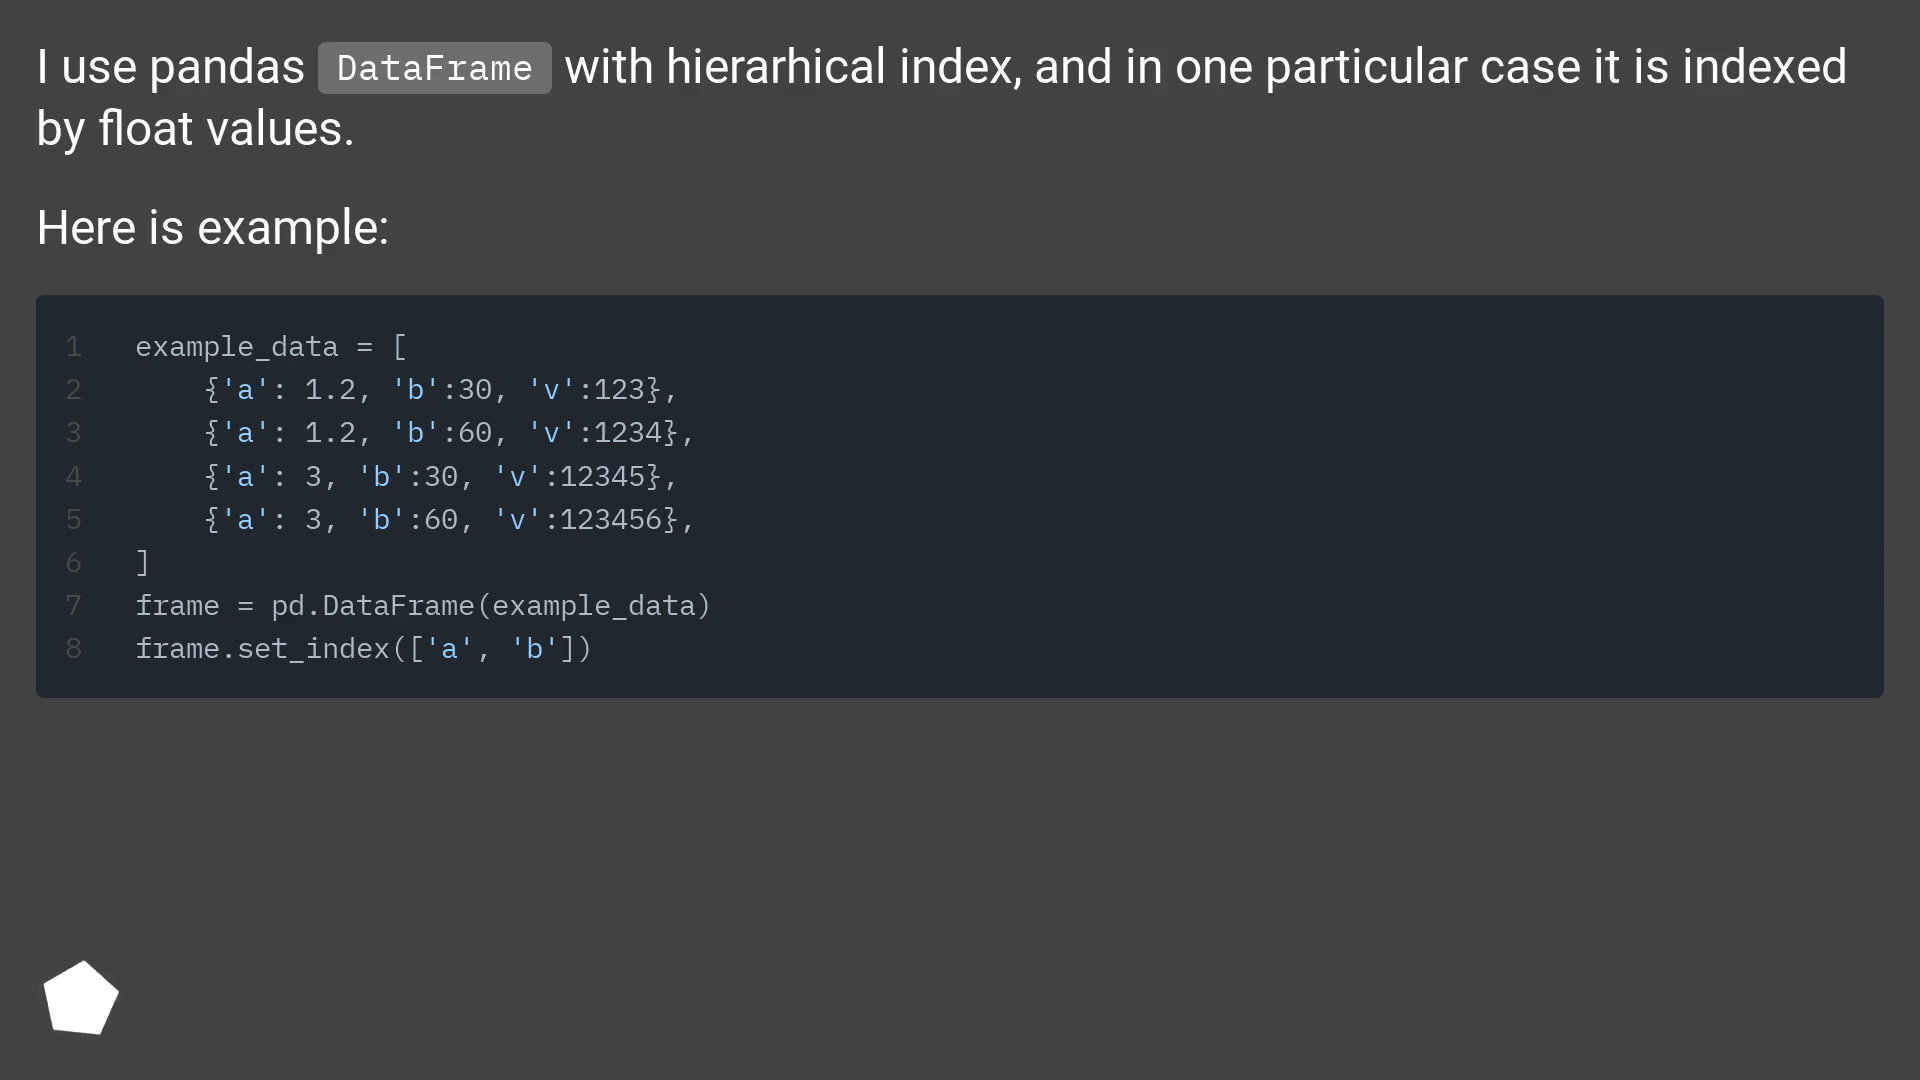 I use pandas DataFrame with hierarhical index, and in one particular case it is indexed
by float values.
Here is example:
1 example_data = [
2     {'a': 1.2, 'b':30, 'v':123},
3     {'a': 1.2, 'b':60, 'v':1234},
4     {'a': 3, 'b':30, 'v':12345},
5     {'a': 3, 'b':60, 'v':123456},
6 ]
7 frame = pd.DataFrame(example_data)
8 frame.set_index(['a', 'b'])